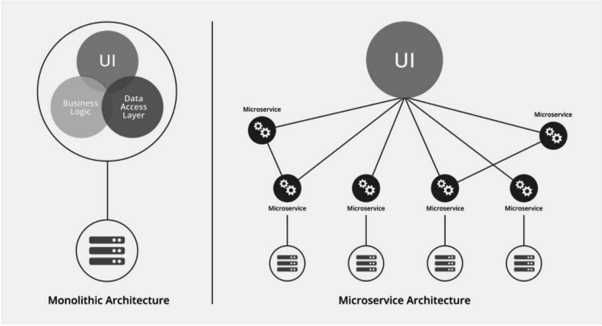 UI
Business
Logic
Data
Access
Layer
Monolithic Architecture
UI
Microservice
Microservice
Microservice
Microservice
Microservice
Microservice
Microservice Architecture